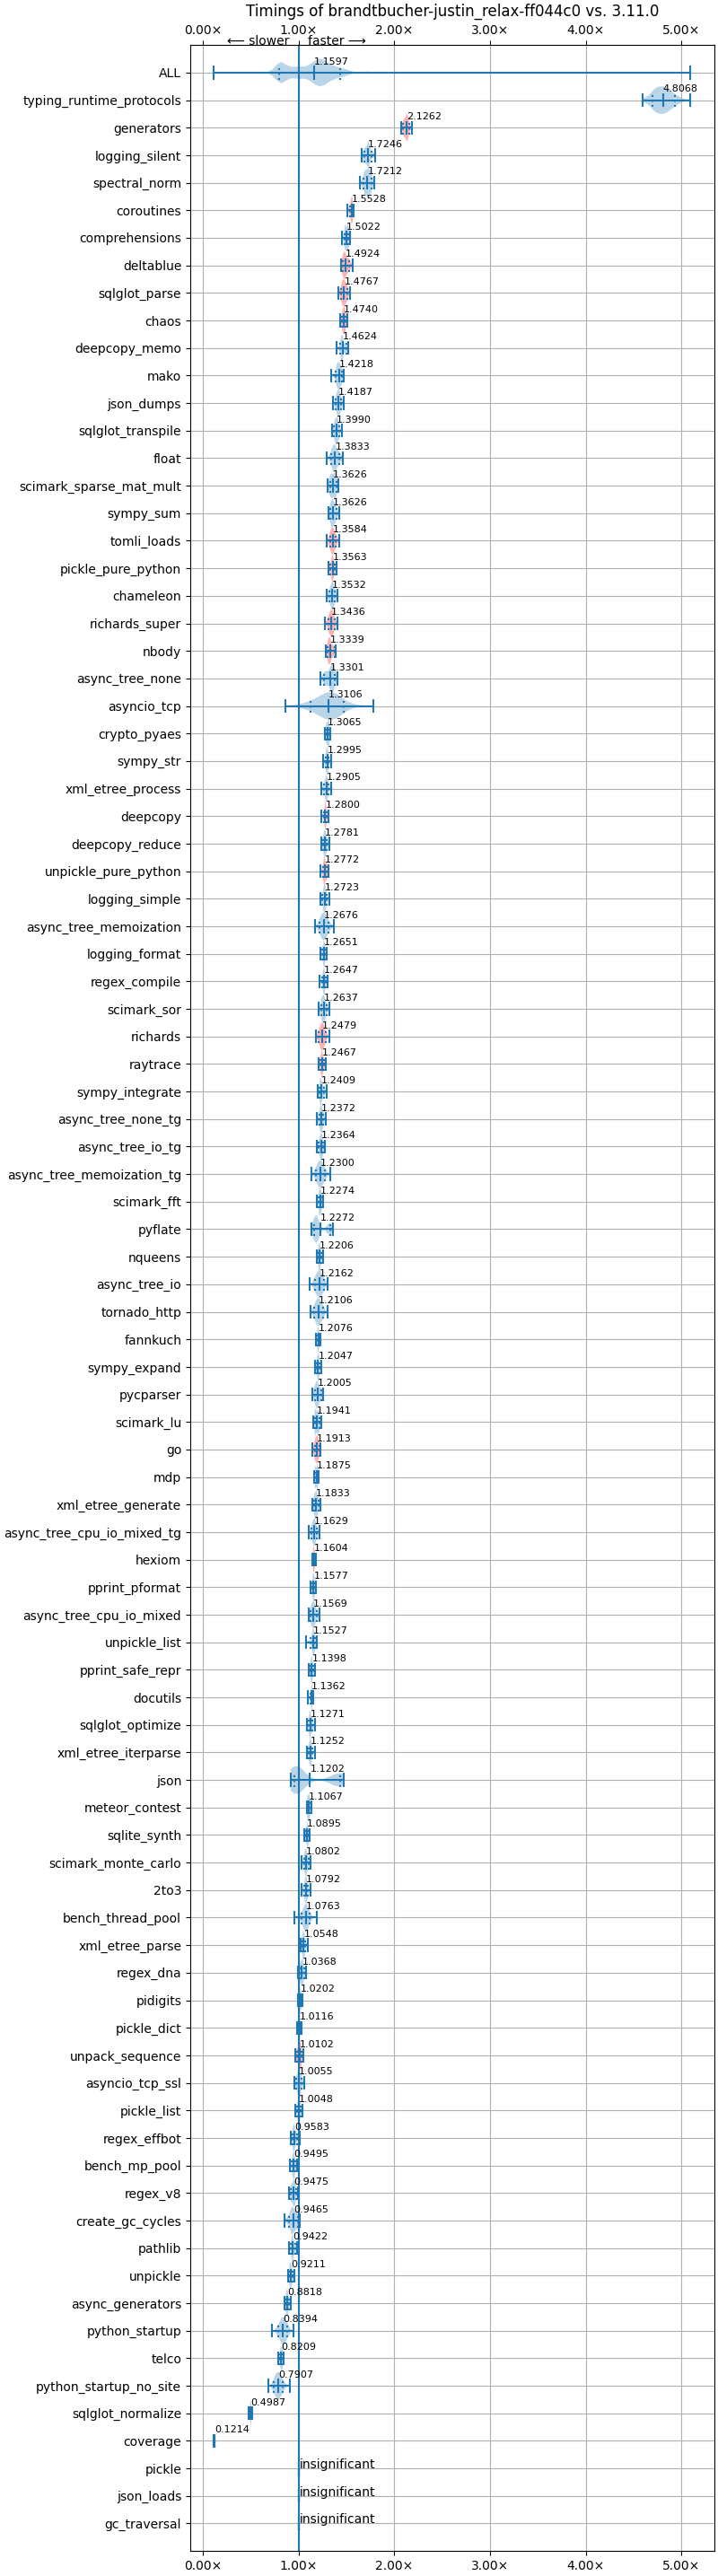 Timings of brandtbucher-justin_relax-ff044c0 vs. 3.11.0
0.00× 1.00× 2.00× 3.00× 4.00× 5.00×
⟵ slower faster ⟶
ALL 1.1597
typing_runtime_protocols 4.8068
generators 2.1262
logging_silent 1.7246
spectral_norm 1.7212
coroutines 1.5528
comprehensions 1.5022
deltablue 1.4924
sqlglot_parse 1.4767
chaos 1.4740
deepcopy_memo 1.4624
mako 1.4218
json_dumps 1.4187
sqlglot_transpile 1.3990
float 1.3833
scimark_sparse_mat_mult 1.3626
sympy_sum 1.3626
tomli_loads 1.3584
pickle_pure_python 1.3563
chameleon 1.3532
richards_super 1.3436
nbody 1.3339
async_tree_none 1.3301
asyncio_tcp 1.3106
crypto_pyaes 1.3065
sympy_str 1.2995
xml_etree_process 1.2905
deepcopy 1.2800
deepcopy_reduce 1.2781
unpickle_pure_python 1.2772
logging_simple 1.2723
async_tree_memoization 1.2676
logging_format 1.2651
regex_compile 1.2647
scimark_sor 1.2637
richards 1.2479
raytrace 1.2467
sympy_integrate 1.2409
async_tree_none_tg 1.2372
async_tree_io_tg 1.2364
async_tree_memoization_tg 1.2300
scimark_fft 1.2274
pyflate 1.2272
nqueens 1.2206
async_tree_io 1.2162
tornado_http 1.2106
fannkuch 1.2076
sympy_expand 1.2047
pycparser 1.2005
scimark_lu 1.1941
go 1.1913
mdp 1.1875
xml_etree_generate 1.1833
async_tree_cpu_io_mixed_tg 1.1629
hexiom 1.1604
pprint_pformat 1.1577
async_tree_cpu_io_mixed 1.1569
unpickle_list 1.1527
pprint_safe_repr 1.1398
docutils 1.1362
sqlglot_optimize 1.1271
xml_etree_iterparse 1.1252
json 1.1202
meteor_contest 1.1067
sqlite_synth 1.0895
scimark_monte_carlo 1.0802
2to3 1.0792
bench_thread_pool 1.0763
xml_etree_parse 1.0548
regex_dna 1.0368
pidigits 1.0202
pickle_dict 1.0116
unpack_sequence 1.0102
asyncio_tcp_ssl 1.0055
pickle_list 1.0048
regex_effbot 0.9583
bench_mp_pool 0.9495
regex_v8 0.9475
create_gc_cycles 0.9465
pathlib 0.9422
unpickle 0.9211
async_generators 0.8818
python_startup 0.8394
telco 0.8209
python_startup_no_site 0.7907
sqlglot_normalize 0.4987
coverage 0.1214
pickle insignificant
json_loads insignificant
gc_traversal insignificant
0.00× 1.00× 2.00× 3.00× 4.00× 5.00×